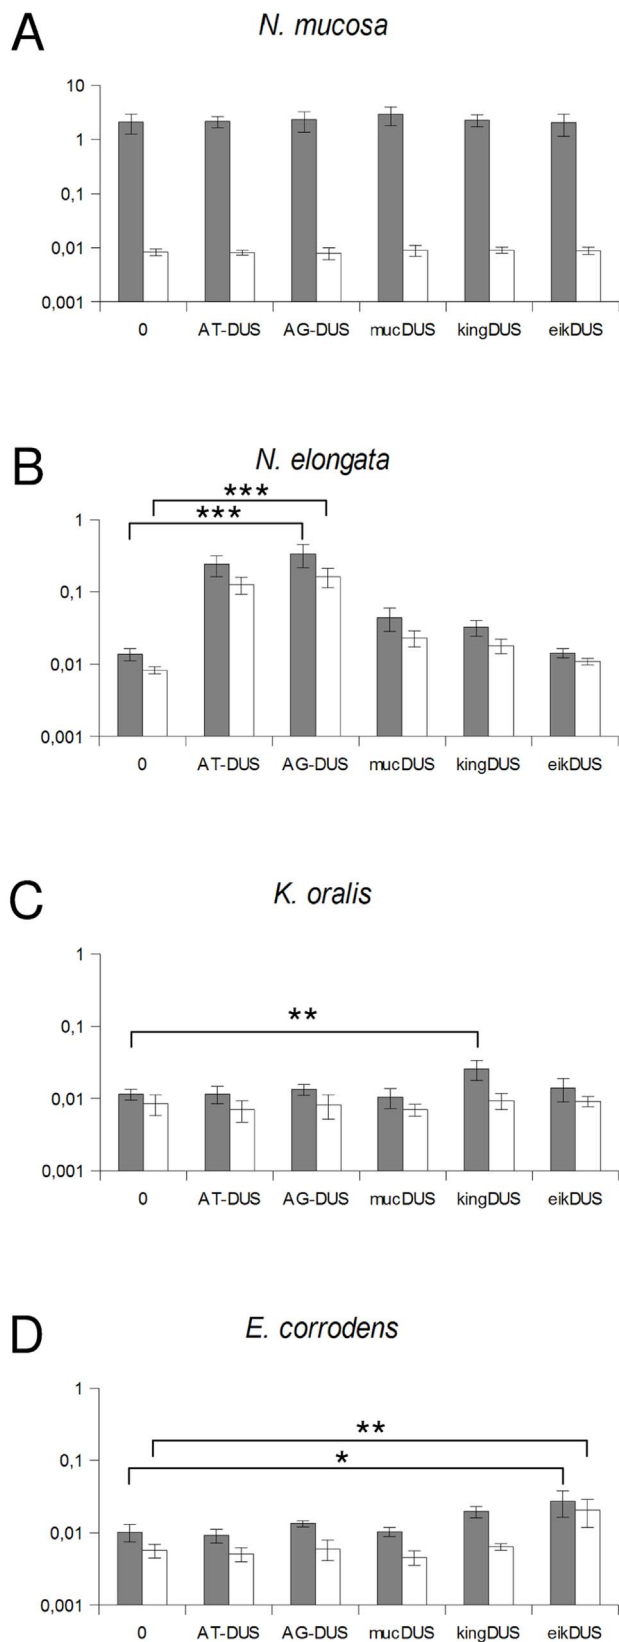 A
N. mucosa
10
1
0,1
0,01
0,001
0 AT-DUS AG-DUS mucDUS kingDUS eikDUS
B
N. elongata
***
***
1
0,1
0,01
0,001
0 AT-DUS AG-DUS mucDUS kingDUS eikDUS
C
K. oralis
1
**
0,1
0,01
0,001
0 AT-DUS AG-DUS mucDUS kingDUS eikDUS
D
E. corrodens
1
**
*
0,1
0,01
0,001
0 AT-DUS AG-DUS mucDUS kingDUS eikDUS